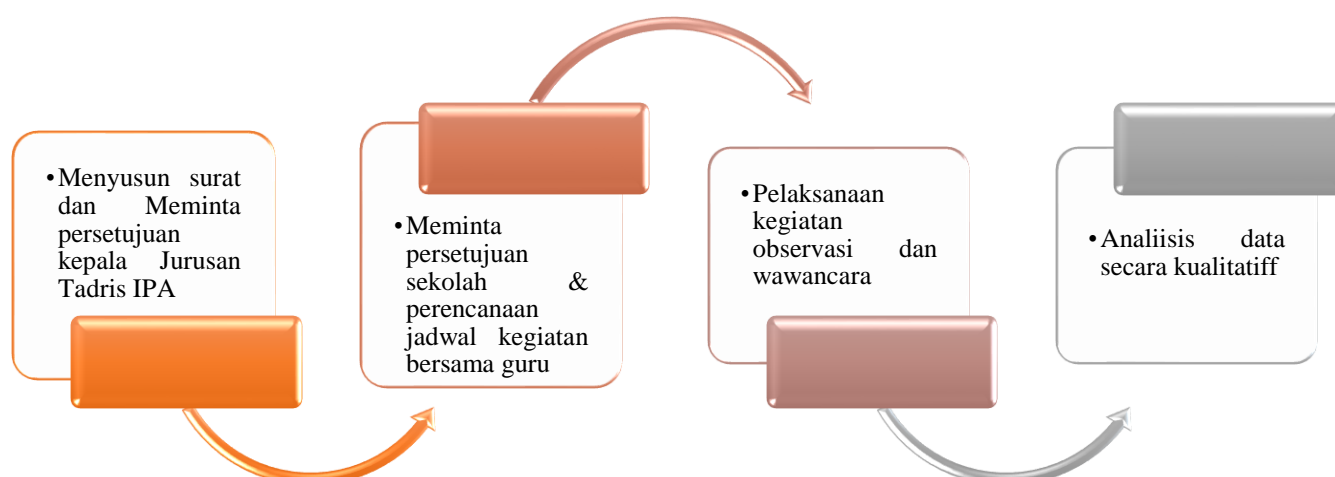 •Menyusun surat
dan Meminta
persetujuan
kepala Jurusan
Tadris IPA
•Meminta
persetujuan
sekolah &
perencanaan
jadwal kegiatan
bersama guru
•Pelaksanaan
kegiatan
observasi dan
wawancara
•Analiisis data
secara kualitatiff